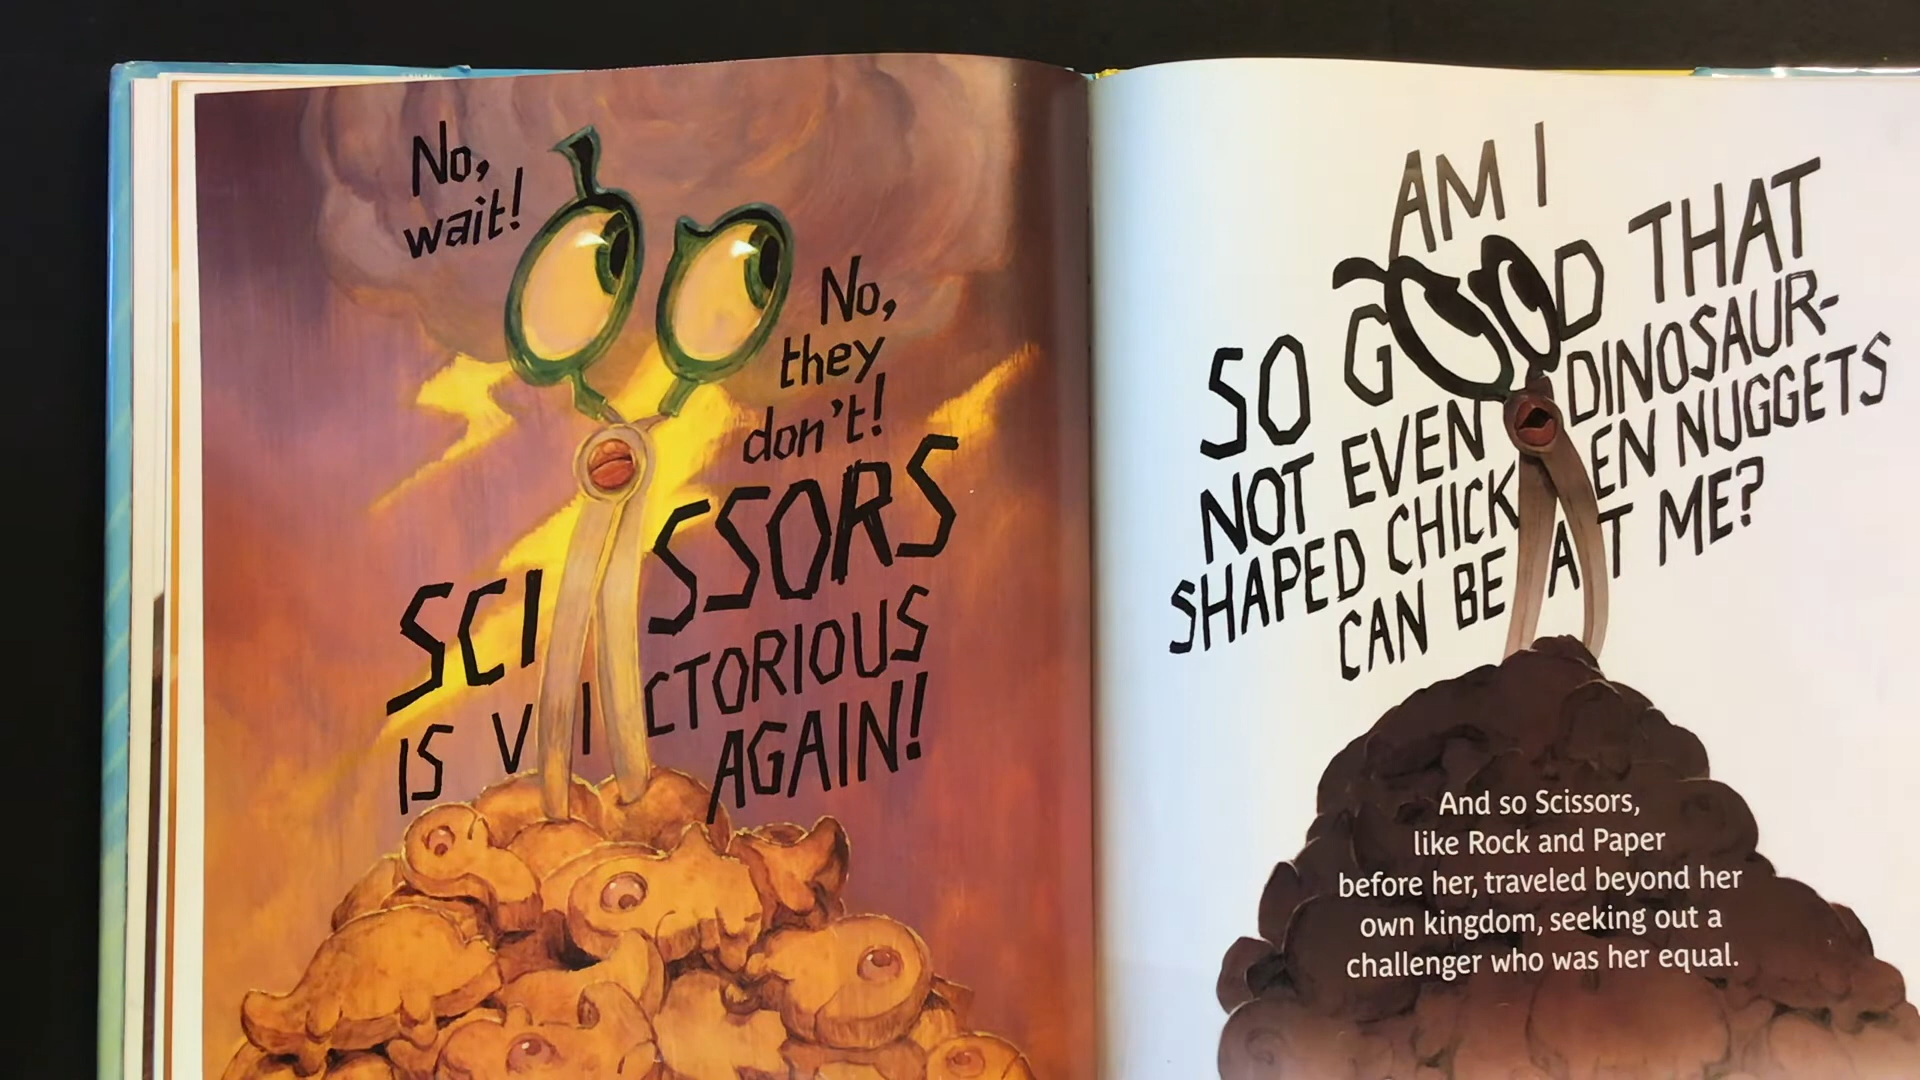 No,
wait!
No,
they
don't!
SCISSORS
IS VICTORIOUS
AGAIN!
AM I
SO GOOD THAT
NOT EVEN DINOSAUR-
SHAPED CHICKEN NUGGETS
CAN BEAT ME?
And so Scissors,
like Rock and Paper
before her, traveled beyond her
own kingdom, seeking out a
challenger who was her equal.